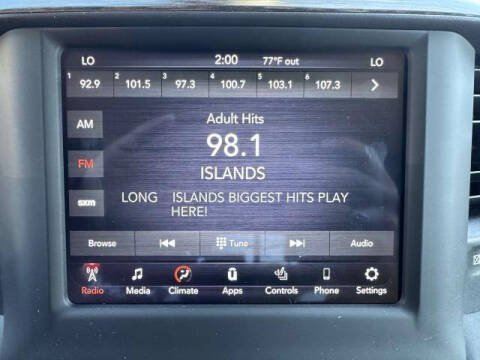 LO 2:00 77°F out LO
1 92.9 2 101.5 3 97.3 4 100.7 5 103.1 6 107.3
AM
Adult Hits
98.1
FM
ISLANDS
sxm
LONG ISLANDS BIGGEST HITS PLAY
HERE!
Browse Tune Audio
Radio Media Climate Apps Controls Phone Settings